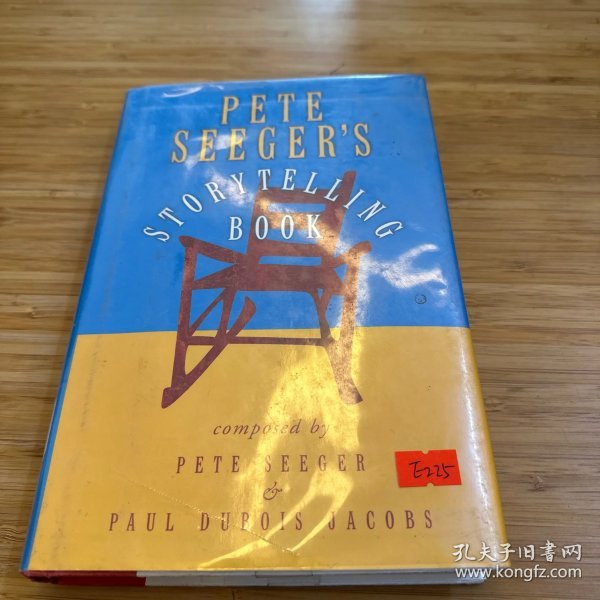 PETE
SEEGER'S
STORYTELLING
BOOK
composed by
PETE SEEGER
&
PAUL DUBOIS JACOBS
E225
孔夫子旧书网
www.kongfz.com